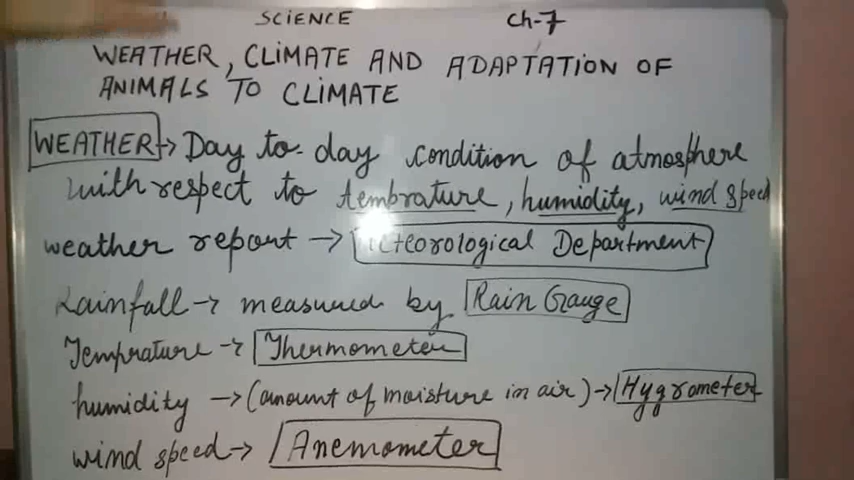 SCIENCE Ch-7
WEATHER, CLIMATE AND ADAPTATION OF
ANIMALS TO CLIMATE
WEATHER → Day to-day condition of atmosphere
with respect to tembrature, humidity, wind speed
weather report → Meteorological Department
Rainfall → measured by Rain Gauge
Temprature → Thermometer
humidity → (amount of moisture in air) → Hygrometer
wind speed → Anemometer